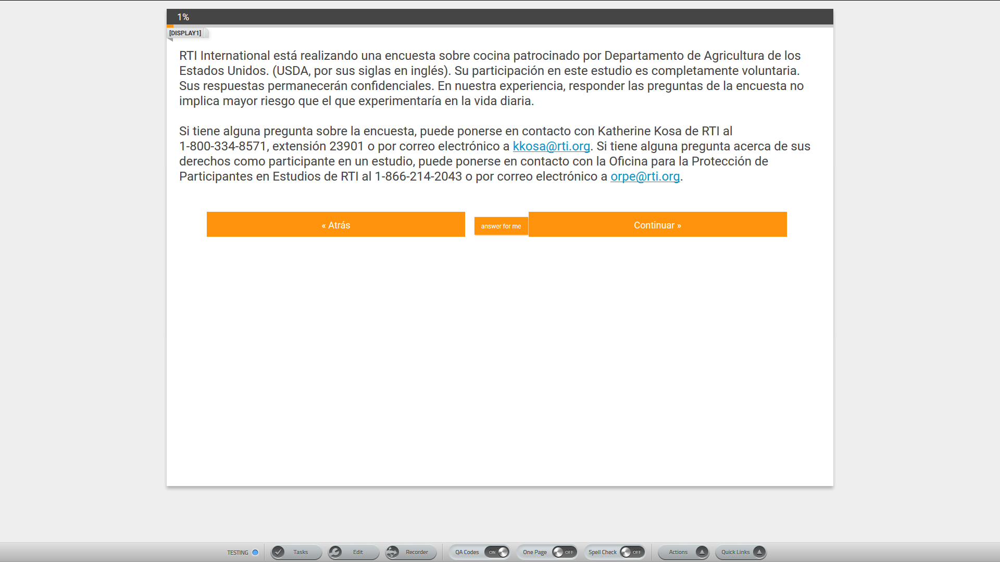 1%
[DISPLAY1]
RTI International está realizando una encuesta sobre cocina patrocinado por Departamento de Agricultura de los
Estados Unidos. (USDA, por sus siglas en inglés). Su participación en este estudio es completamente voluntaria.
Sus respuestas permanecerán confidenciales. En nuestra experiencia, responder las preguntas de la encuesta no
implica mayor riesgo que el que experimentaría en la vida diaria.
Si tiene alguna pregunta sobre la encuesta, puede ponerse en contacto con Katherine Kosa de RTI al
1-800-334-8571, extensión 23901 o por correo electrónico a kkosa@rti.org. Si tiene alguna pregunta acerca de sus
derechos como participante en un estudio, puede ponerse en contacto con la Oficina para la Protección de
Participantes en Estudios de RTI al 1-866-214-2043 o por correo electrónico a orpe@rti.org.
« Atrás answer for me Continuar »
TESTING Tasks Edit Recorder QA Codes ON One Page OFF Spell Check OFF Actions Quick Links